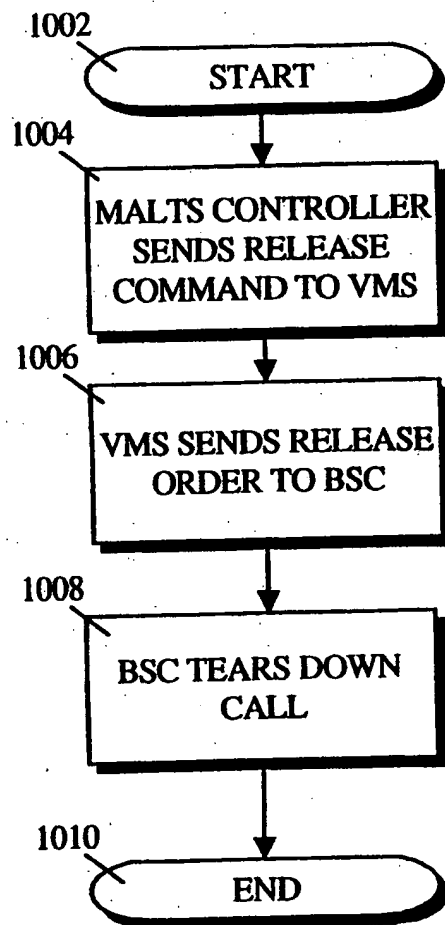 1002
START
1004
MALTS CONTROLLER
SENDS RELEASE
COMMAND TO VMS
1006
VMS SENDS RELEASE
ORDER TO BSC
1008
BSC TEARS DOWN
CALL
1010
END